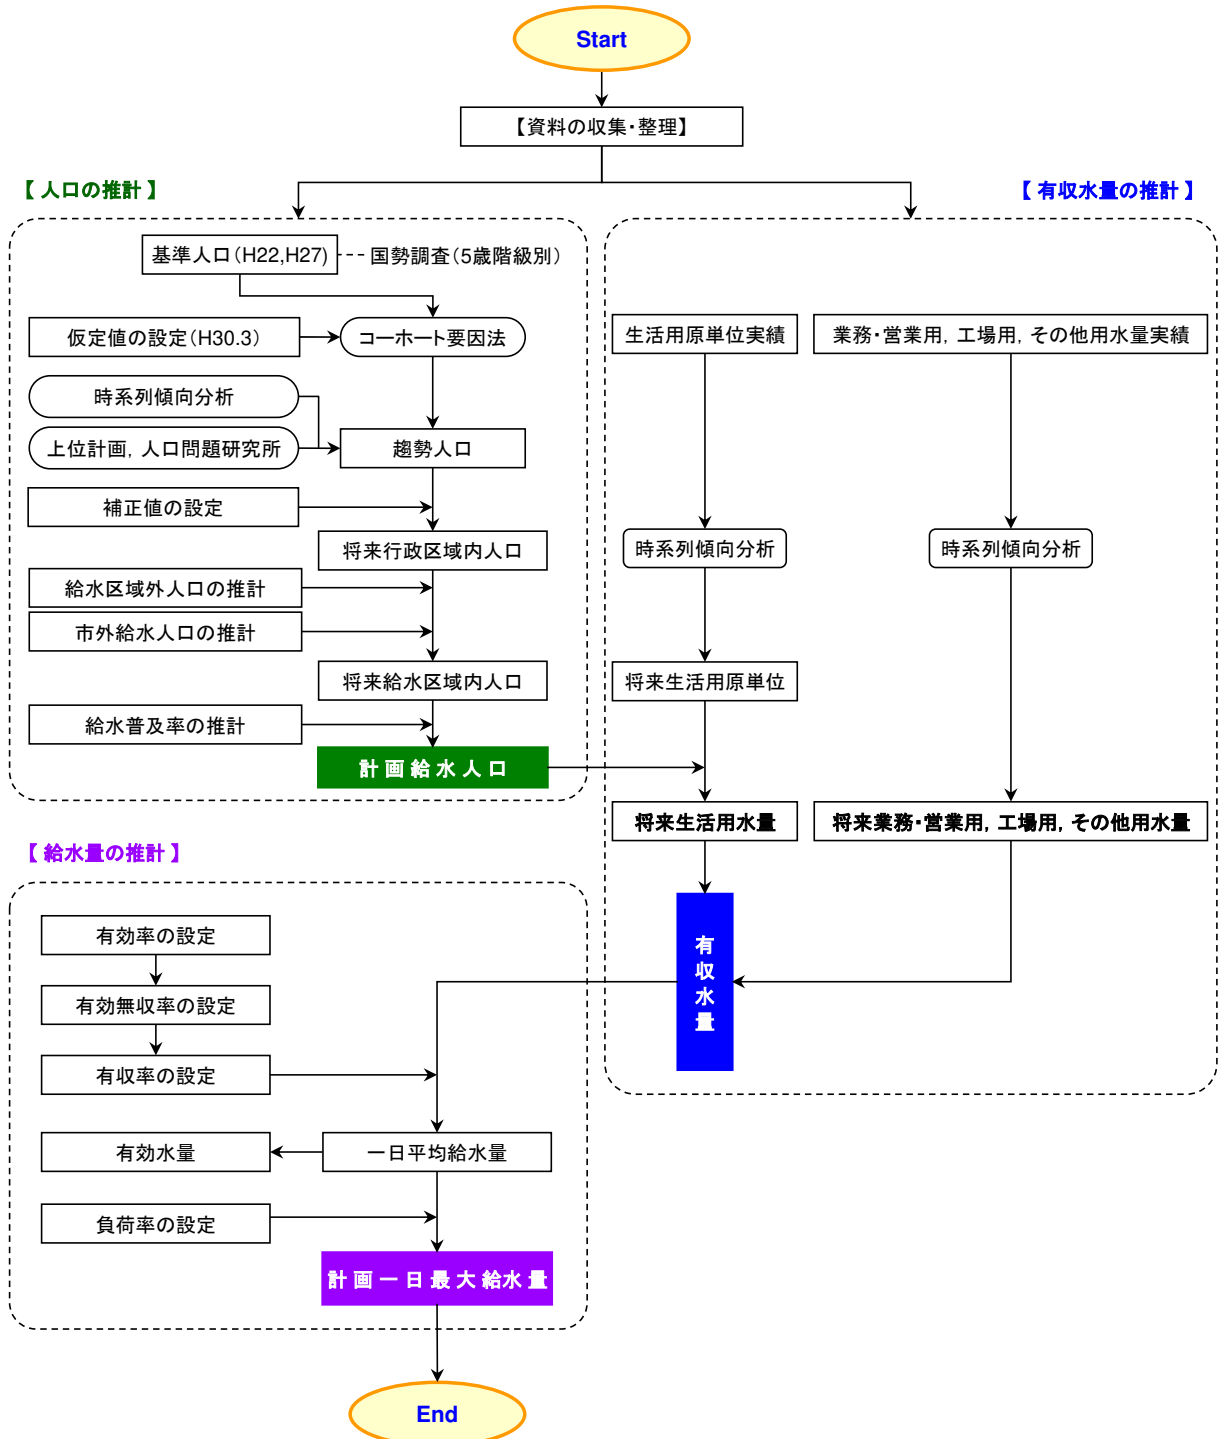 Start
【資料の収集・整理】
【 人口の推計 】
【 有収水量の推計 】
基準人口（H22,H27)
国勢調査（5歳階級別）
仮定値の設定（H30.3）
コーホート要因法
時系列傾向分析
上位計画，人口問題研究所
趨勢人口
補正値の設定
将来行政区域内人口
給水区域外人口の推計
市外給水人口の推計
将来給水区域内人口
給水普及率の推計
計画給水人口
生活用原単位実績
業務・営業用，工場用，その他用水量実績
時系列傾向分析
時系列傾向分析
将来生活用原単位
将来生活用水量
将来業務・営業用，工場用，その他用水量
有収水量
【 給水量の推計 】
有効率の設定
有効無収率の設定
有収率の設定
有効水量
一日平均給水量
負荷率の設定
計画一日最大給水量
End